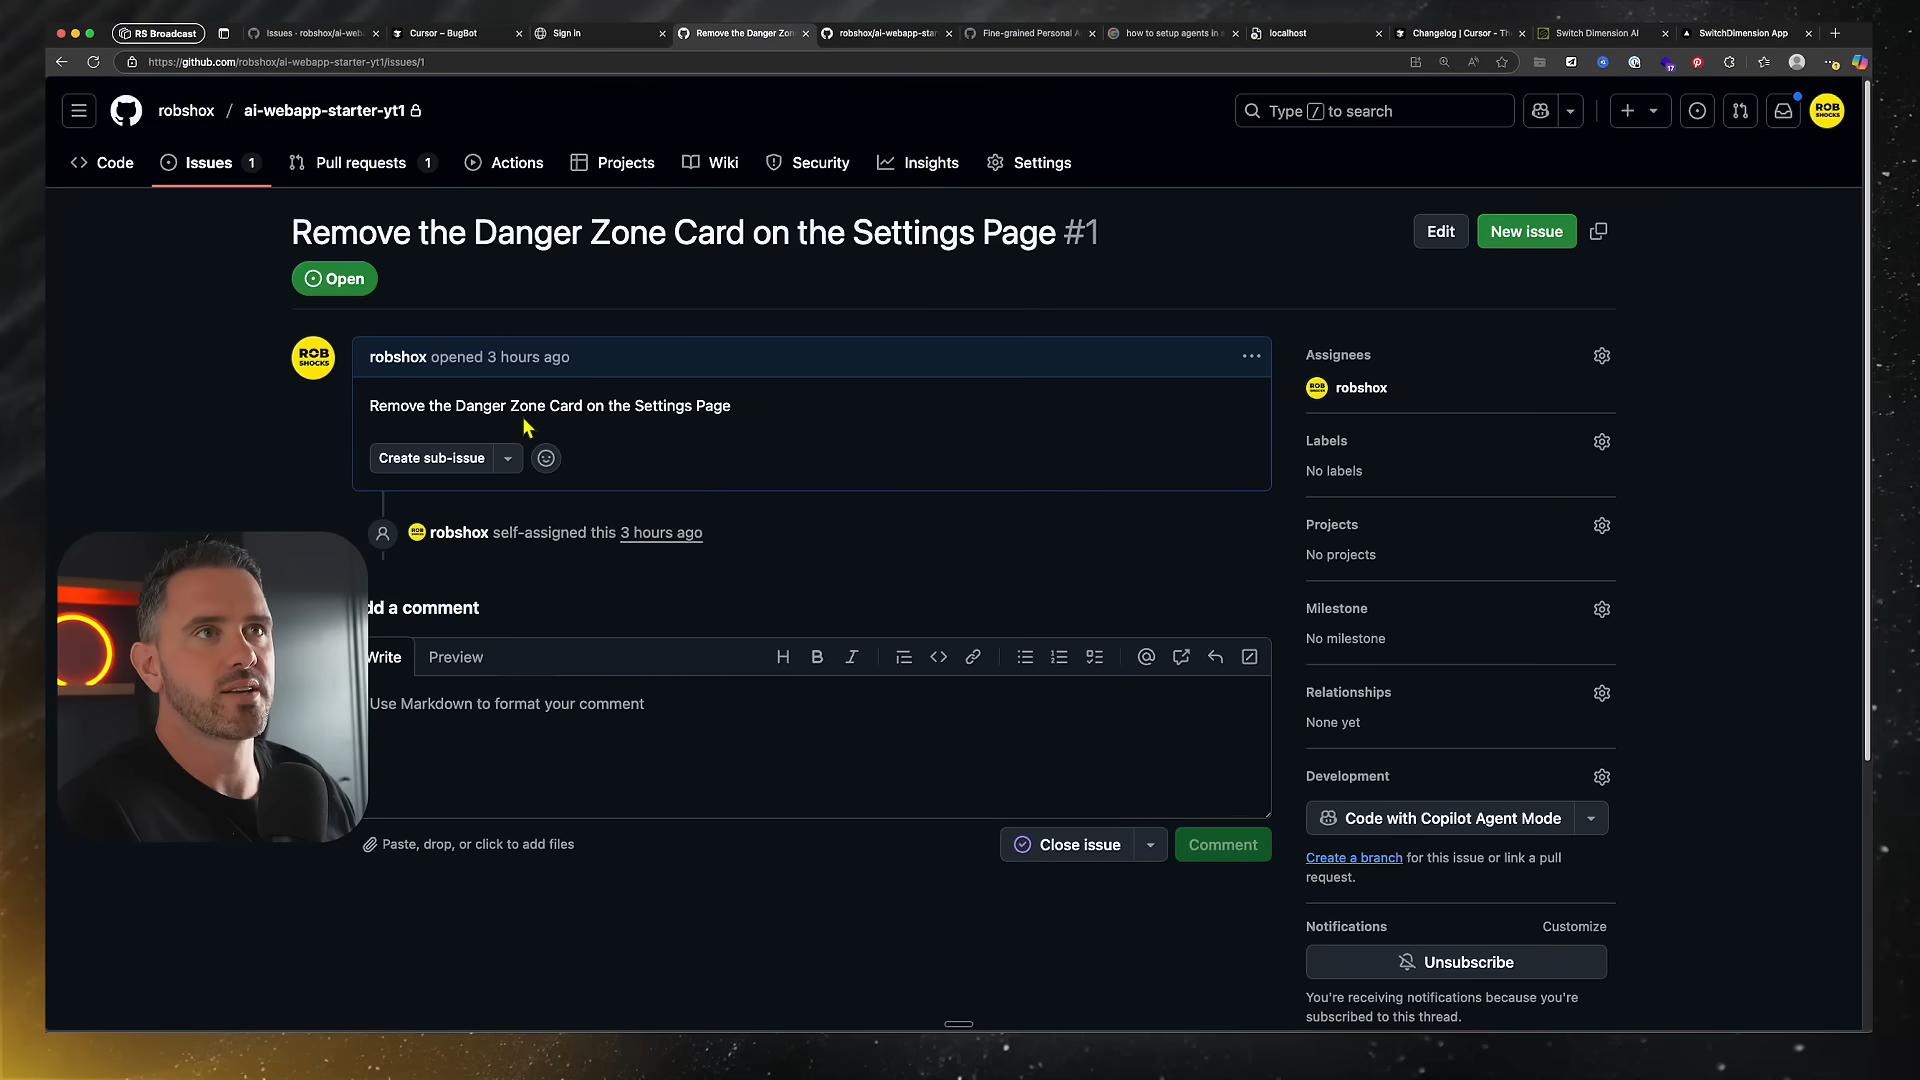 RS Broadcast
Issues · robshox/ai-web
Cursor – BugBot
Sign in
Remove the Danger Zone
robshox/ai-webapp-star
Fine-grained Personal A
how to setup agents in
localhost
Changelog | Cursor - Th
Switch Dimension AI
SwitchDimension App
https://github.com/robshox/ai-webapp-starter-yt1/issues/1
17
robshox / ai-webapp-starter-yt1
Type / to search
ROB
SHOCKS
Code
Issues 1
Pull requests 1
Actions
Projects
Wiki
Security
Insights
Settings
Remove the Danger Zone Card on the Settings Page #1
Edit
New issue
Open
ROB
SHOCKS
robshox opened 3 hours ago
Remove the Danger Zone Card on the Settings Page
Create sub-issue
robshox self-assigned this 3 hours ago
dd a comment
Write
Preview
Use Markdown to format your comment
Paste, drop, or click to add files
Close issue
Comment
Assignees
robshox
Labels
No labels
Projects
No projects
Milestone
No milestone
Relationships
None yet
Development
Code with Copilot Agent Mode
Create a branch for this issue or link a pull
request.
Notifications
Customize
Unsubscribe
You're receiving notifications because you're
subscribed to this thread.